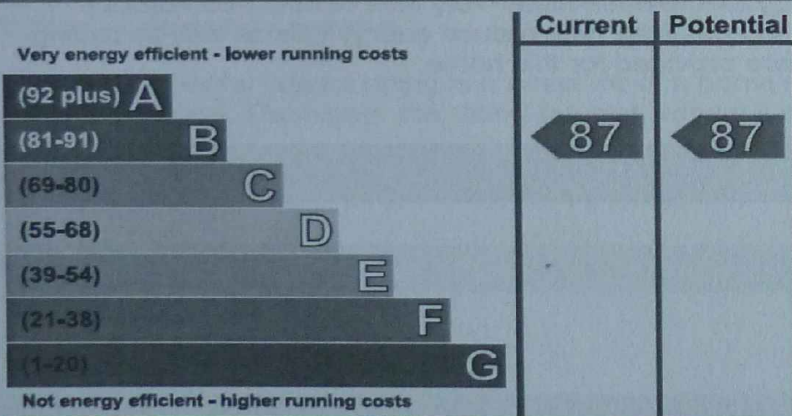 Current Potential
Very energy efficient - lower running costs
(92 plus) A
(81-91) B 87 87
(69-80) C
(55-68) D
(39-54) E
(21-38) F
(1-20) G
Not energy efficient - higher running costs